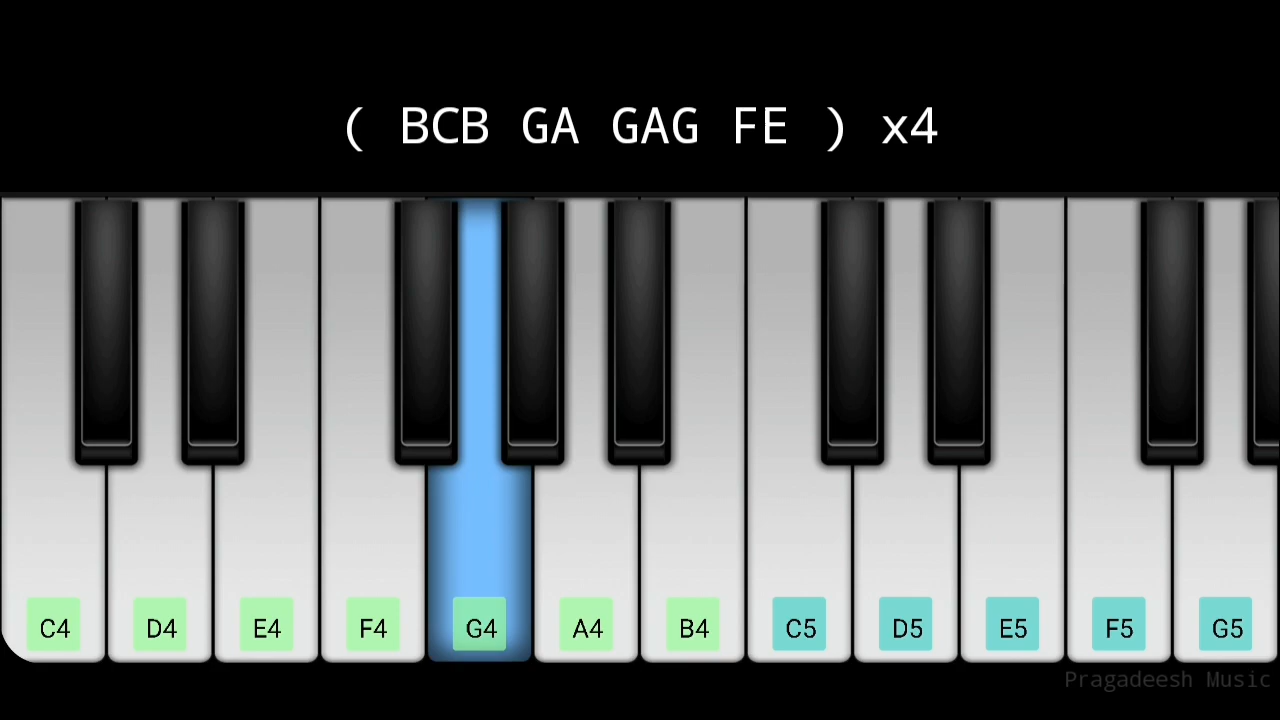 ( BCB GA GAG FE ) x4
C4 D4 E4 F4 G4 A4 B4 C5 D5 E5 F5 G5
Pragadeesh Music